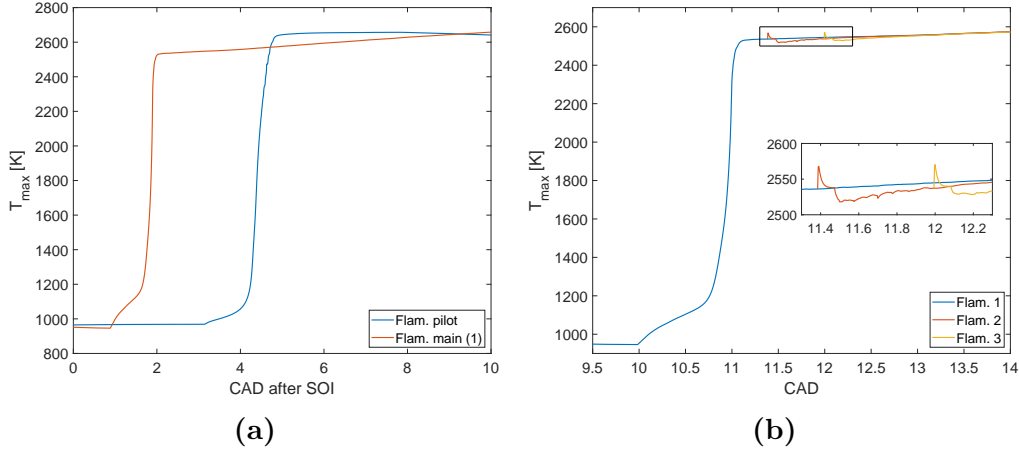 2800
2600
2400
2200
2000
1800
1600
1400
1200
1000
800
T_max [K]
0 2 4 6 8 10
CAD after SOI
Flam. pilot
Flam. main (1)
(a)
2600
2400
2200
2000
1800
1600
1400
1200
1000
T_max [K]
9.5 10 10.5 11 11.5 12 12.5 13 13.5 14
CAD
2600
2550
2500
11.4 11.6 11.8 12 12.2
Flam. 1
Flam. 2
Flam. 3
(b)